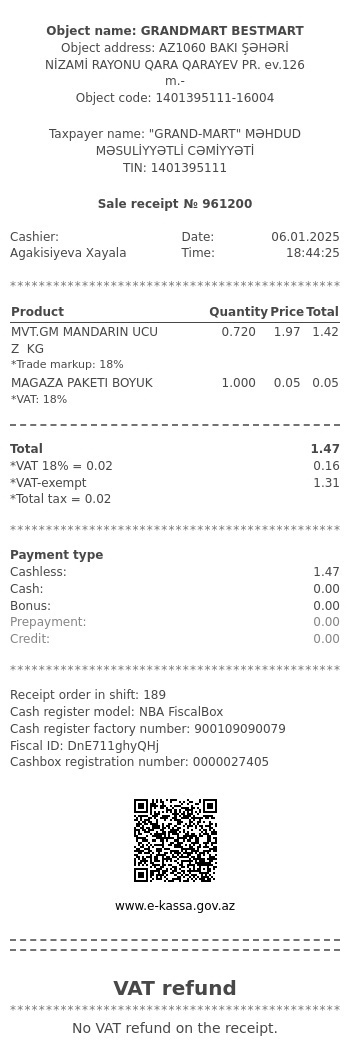 Object name: GRANDMART BESTMART
Object address: AZ1060 BAKI ŞƏHƏRİ
NİZAMİ RAYONU QARA QARAYEV PR. ev.126
m.-
Object code: 1401395111-16004
Taxpayer name: "GRAND-MART" MƏHDUD
MƏSULİYYƏTLİ CƏMİYYƏTİ
TIN: 1401395111
Sale receipt № 961200
Cashier: Date: 06.01.2025
Agakisiyeva Xayala Time: 18:44:25
************************************************
Product Quantity Price Total
MVT.GM MANDARIN UCU 0.720 1.97 1.42
Z KG
*Trade markup: 18%
MAGAZA PAKETI BOYUK 1.000 0.05 0.05
*VAT: 18%
Total 1.47
*VAT 18% = 0.02 0.16
*VAT-exempt 1.31
*Total tax = 0.02
************************************************
Payment type
Cashless: 1.47
Cash: 0.00
Bonus: 0.00
Prepayment: 0.00
Credit: 0.00
************************************************
Receipt order in shift: 189
Cash register model: NBA FiscalBox
Cash register factory number: 900109090079
Fiscal ID: DnE711ghyQHj
Cashbox registration number: 0000027405
www.e-kassa.gov.az
VAT refund
************************************************
No VAT refund on the receipt.